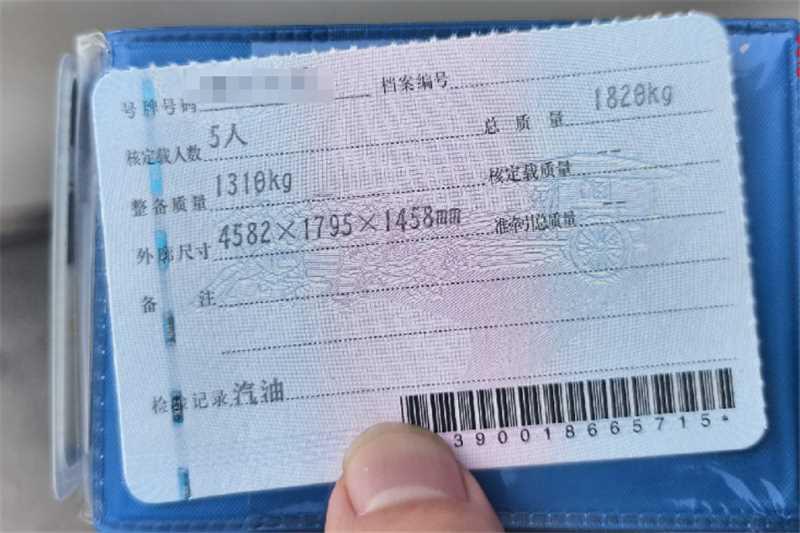 号牌号码 档案编号
核定载人数 5人 总质量 1820kg
整备质量 1310kg 核定载质量 --
外廓尺寸 4582×1795×1458mm 准牵引总质量 --
备注
检验记录 汽油
3900018665715